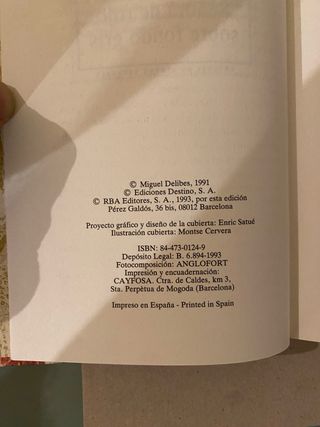 © Miguel Delibes, 1991
© Ediciones Destino, S. A.
© RBA Editores, S. A., 1993, por esta edición
Pérez Galdós, 36 bis, 08012 Barcelona
Proyecto gráfico y diseño de la cubierta: Enric Satué
Ilustración cubierta: Montse Cervera
ISBN: 84-473-0124-9
Depósito Legal: B. 6.894-1993
Fotocomposición: ANGLOFORT
Impresión y encuadernación:
CAYFOSA. Ctra. de Caldes, km 3,
Sta. Perpètua de Mogoda (Barcelona)
Impreso en España - Printed in Spain